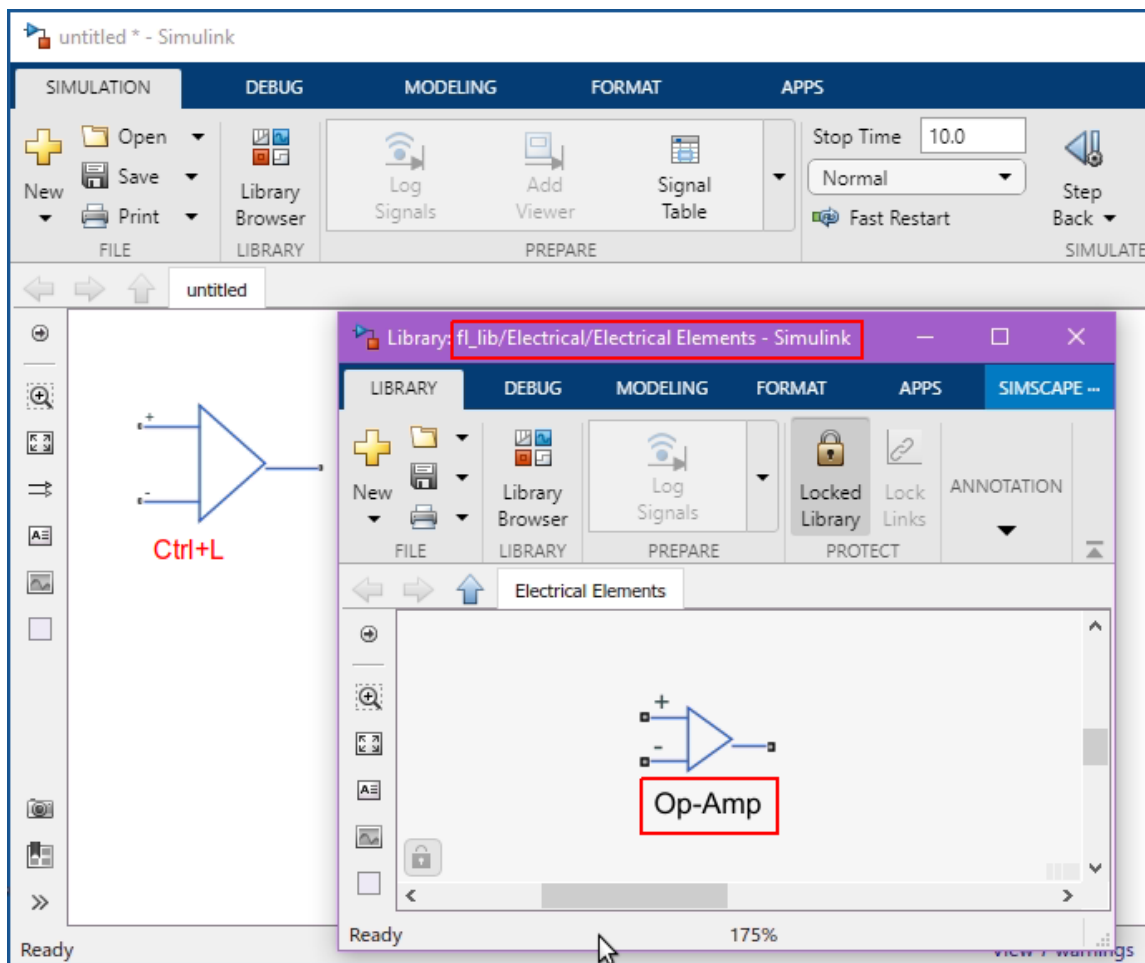 untitled * - Simulink
SIMULATION DEBUG MODELING FORMAT APPS
New
Open
Save
Print
FILE
Library
Browser
LIBRARY
Log
Signals
Add
Viewer
Signal
Table
PREPARE
Stop Time 10.0
Normal
Fast Restart
Step
Back
SIMULATE
untitled
+
-
Ctrl+L
Library: fl_lib/Electrical/Electrical Elements - Simulink
LIBRARY DEBUG MODELING FORMAT APPS SIMSCAPE ...
New
FILE
Library
Browser
LIBRARY
Log
Signals
PREPARE
Locked
Library
Lock
Links
PROTECT
ANNOTATION
Electrical Elements
+
-
Op-Amp
Ready 175%
Ready View 7 warnings